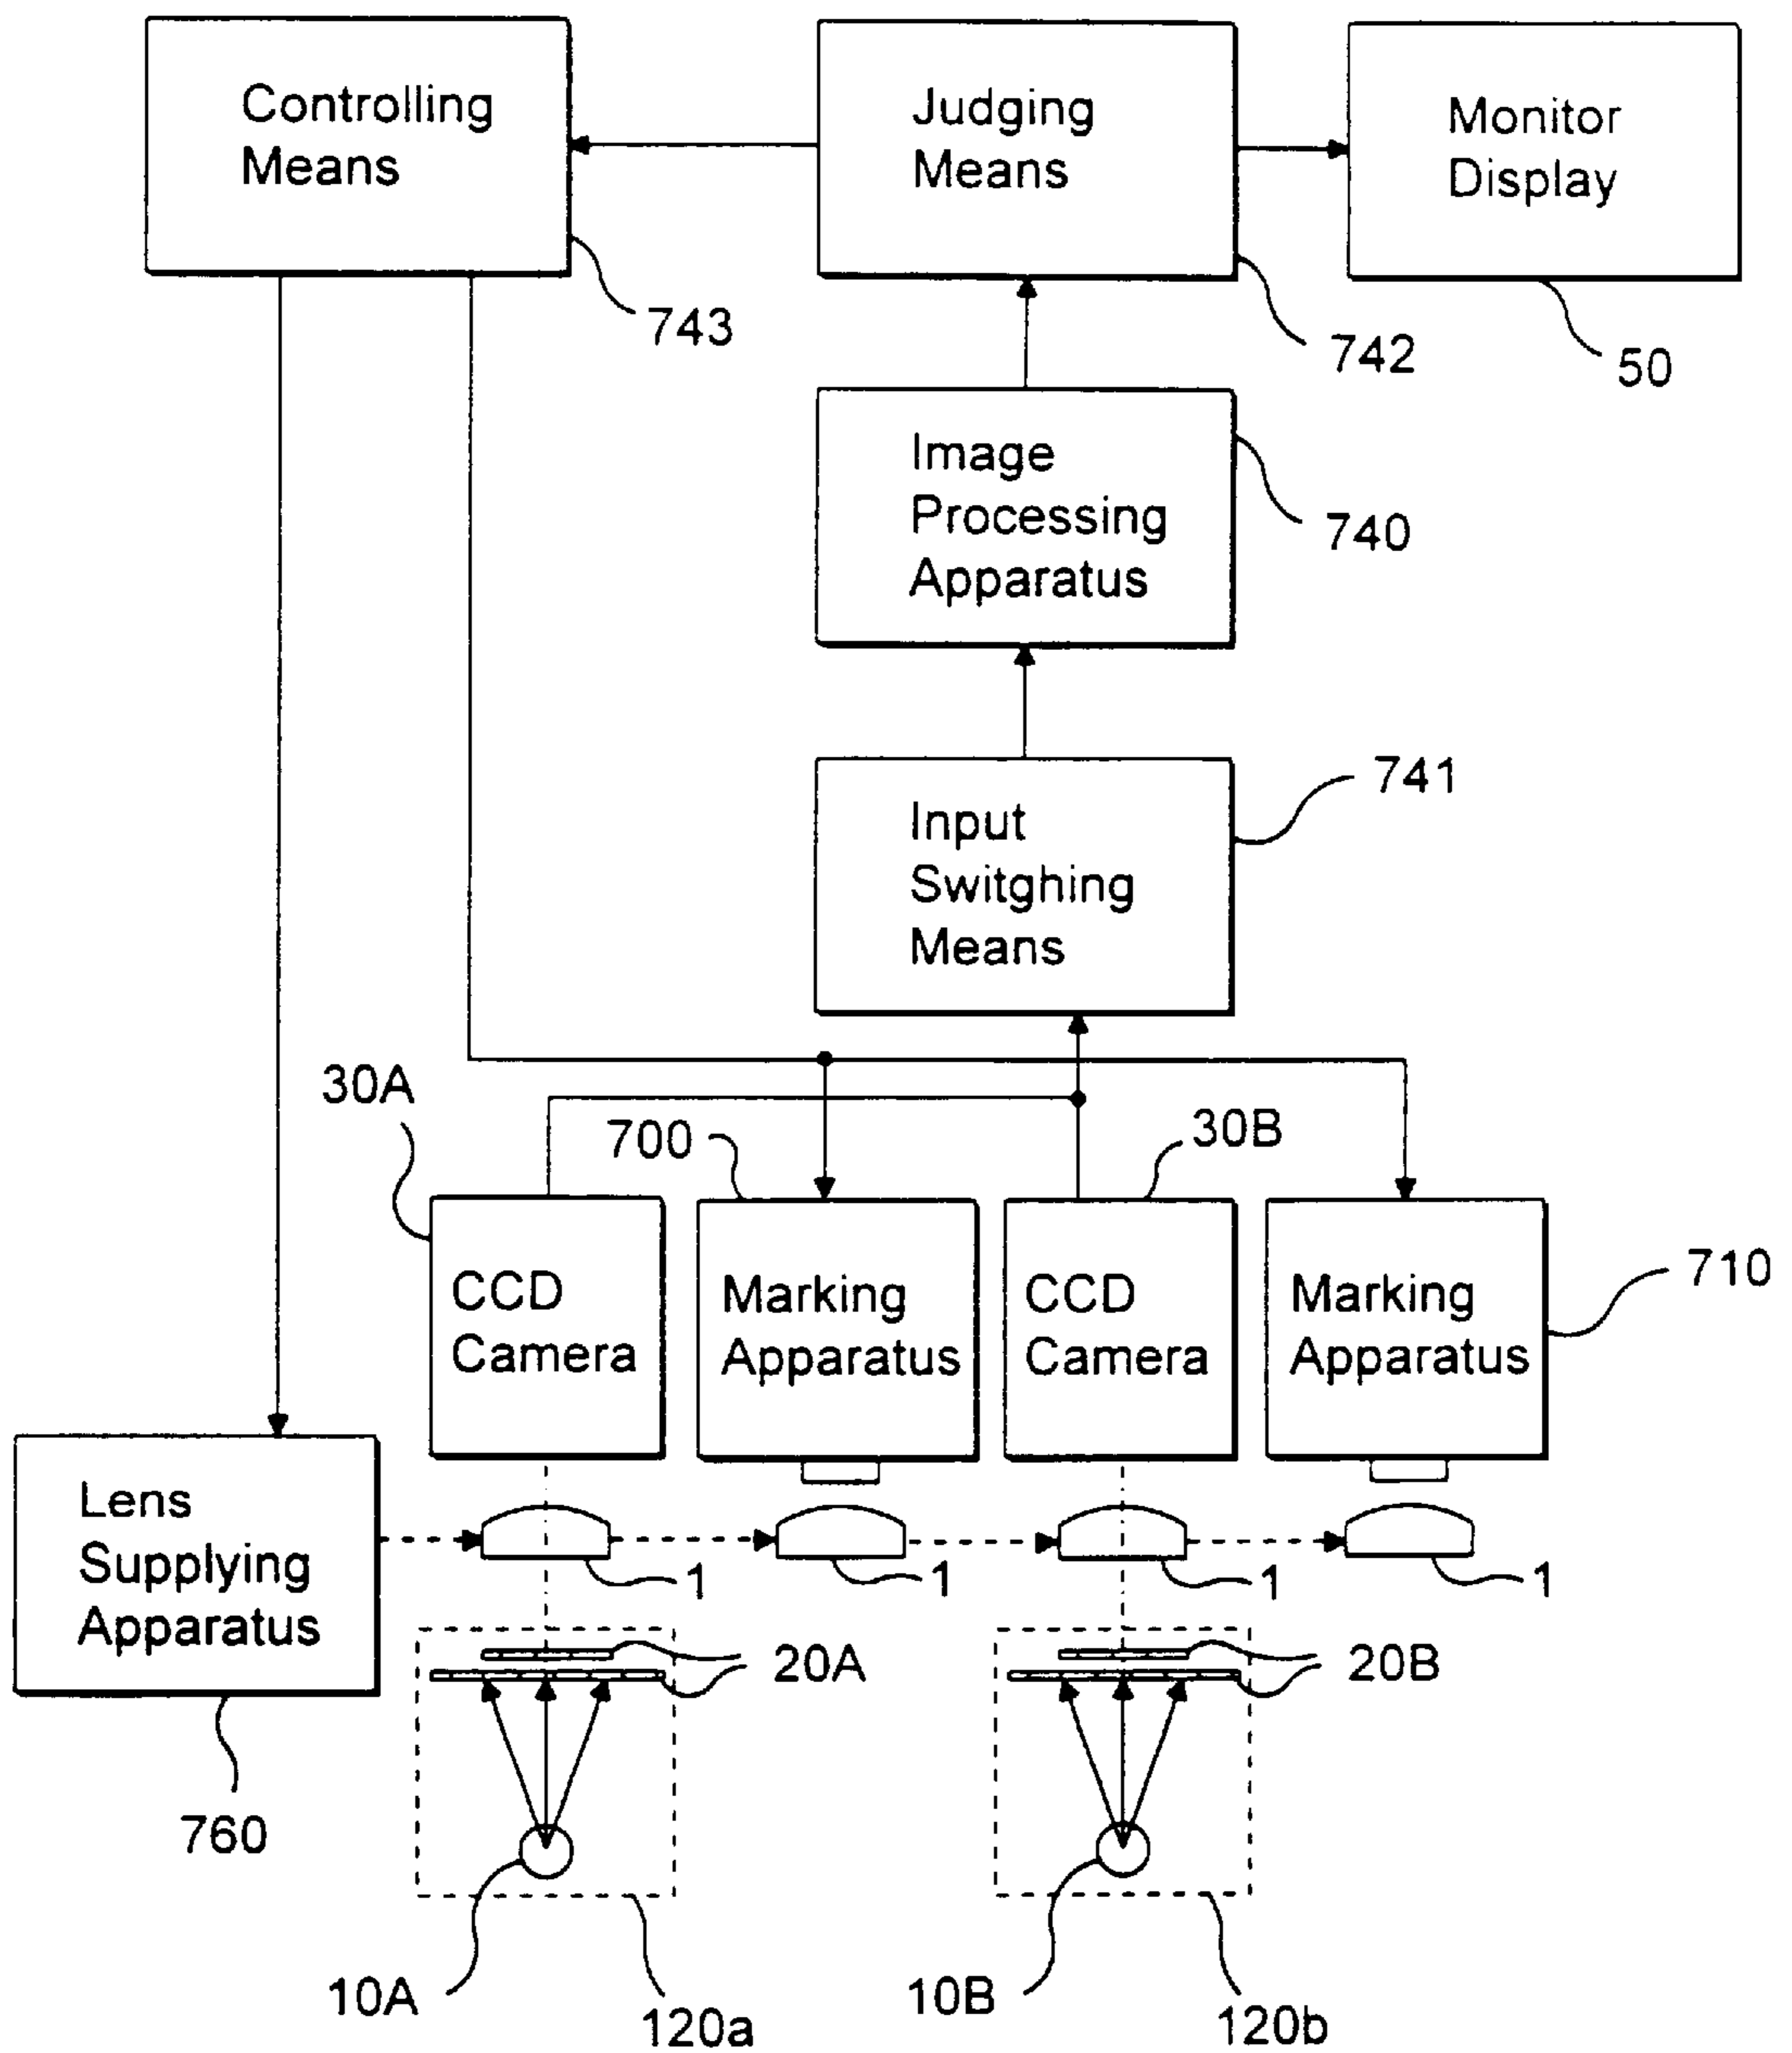 Controlling
Means
Judging
Means
Monitor
Display
743
742
50
Image
Processing
Apparatus
740
Input
Switghing
Means
741
30A
700
30B
CCD
Camera
Marking
Apparatus
CCD
Camera
Marking
Apparatus
710
Lens
Supplying
Apparatus
1
1
1
1
20A
20B
760
10A
120a
10B
120b